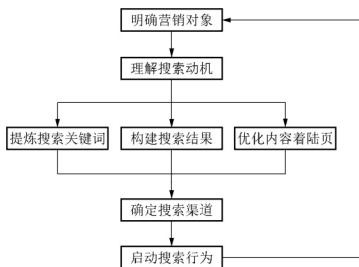 明确营销对象
理解搜索动机
提炼搜索关键词
构建搜索结果
优化内容着陆页
确定搜索渠道
启动搜索行为